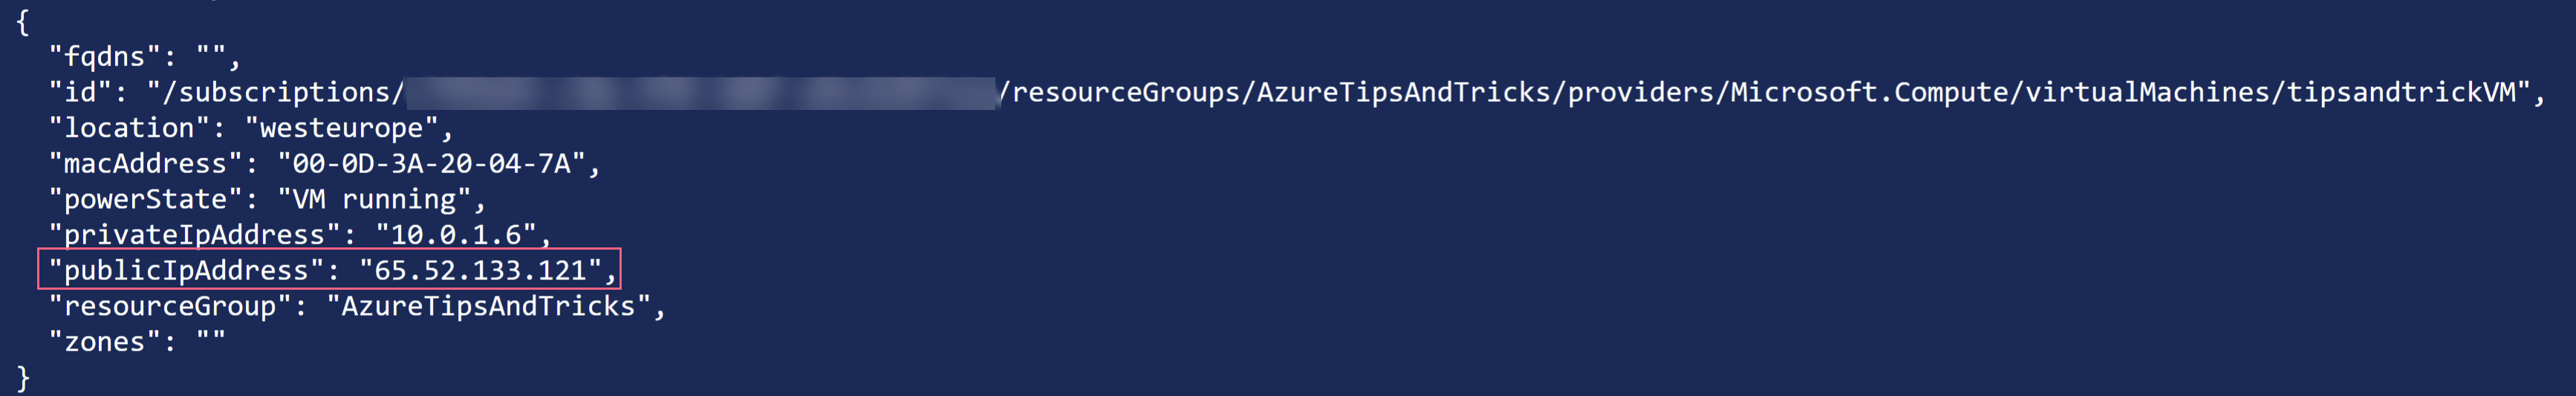 {
"fqdns": "",
"id": "/subscriptions/ /resourceGroups/AzureTipsAndTricks/providers/Microsoft.Compute/virtualMachines/tipsandtrickVM",
"location": "westeurope",
"macAddress": "00-0D-3A-20-04-7A",
"powerState": "VM running",
"privateIpAddress": "10.0.1.6",
"publicIpAddress": "65.52.133.121",
"resourceGroup": "AzureTipsAndTricks",
"zones": ""
}